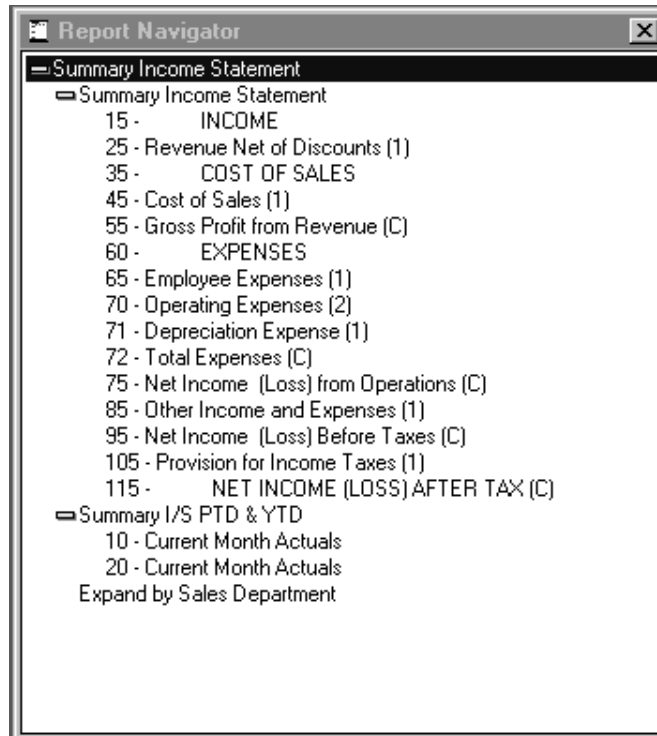 Report Navigator
Summary Income Statement
Summary Income Statement
15 - INCOME
25 - Revenue Net of Discounts (1)
35 - COST OF SALES
45 - Cost of Sales (1)
55 - Gross Profit from Revenue (C)
60 - EXPENSES
65 - Employee Expenses (1)
70 - Operating Expenses (2)
71 - Depreciation Expense (1)
72 - Total Expenses (C)
75 - Net Income (Loss) from Operations (C)
85 - Other Income and Expenses (1)
95 - Net Income (Loss) Before Taxes (C)
105 - Provision for Income Taxes (1)
115 - NET INCOME (LOSS) AFTER TAX (C)
Summary I/S PTD & YTD
10 - Current Month Actuals
20 - Current Month Actuals
Expand by Sales Department